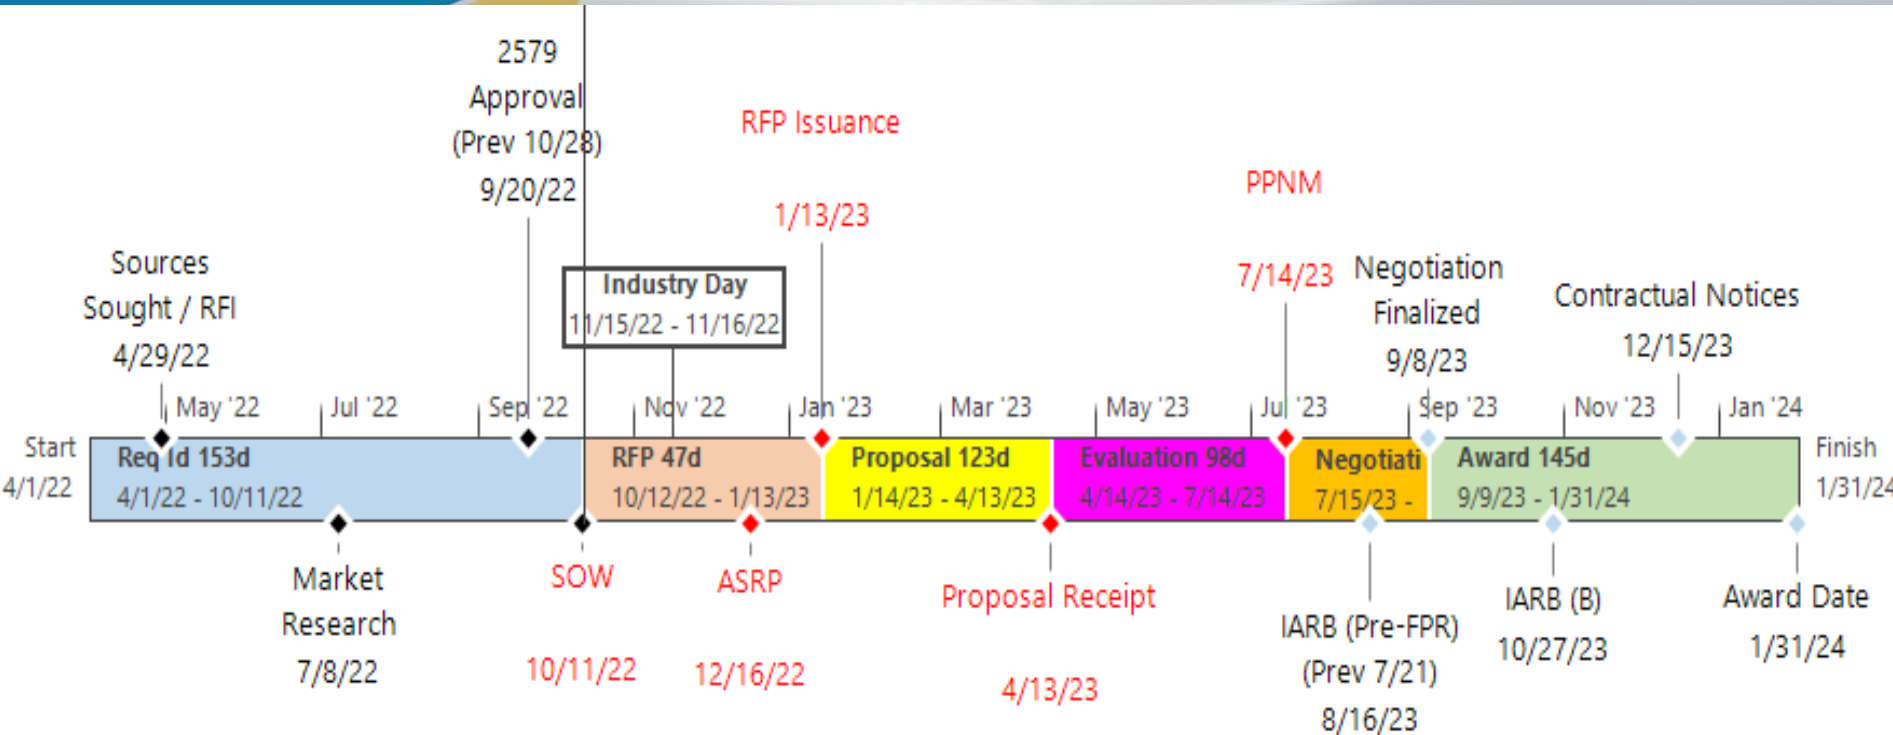 2579
Approval
(Prev 10/28)
9/20/22
RFP Issuance
1/13/23
PPNM
7/14/23
Sources
Sought / RFI
4/29/22
Industry Day
11/15/22 - 11/16/22
Negotiation
Finalized
9/8/23
Contractual Notices
12/15/23
May '22
Jul '22
Sep '22
Nov '22
Jan '23
Mar '23
May '23
Jul '23
Sep '23
Nov '23
Jan '24
Start
4/1/22
Req Id 153d
4/1/22 - 10/11/22
RFP 47d
10/12/22 - 1/13/23
Proposal 123d
1/14/23 - 4/13/23
Evaluation 98d
4/14/23 - 7/14/23
Negotiati
7/15/23 -
Award 145d
9/9/23 - 1/31/24
Finish
1/31/24
Market
Research
7/8/22
SOW
10/11/22
ASRP
12/16/22
Proposal Receipt
4/13/23
IARB (Pre-FPR)
(Prev 7/21)
8/16/23
IARB (B)
10/27/23
Award Date
1/31/24